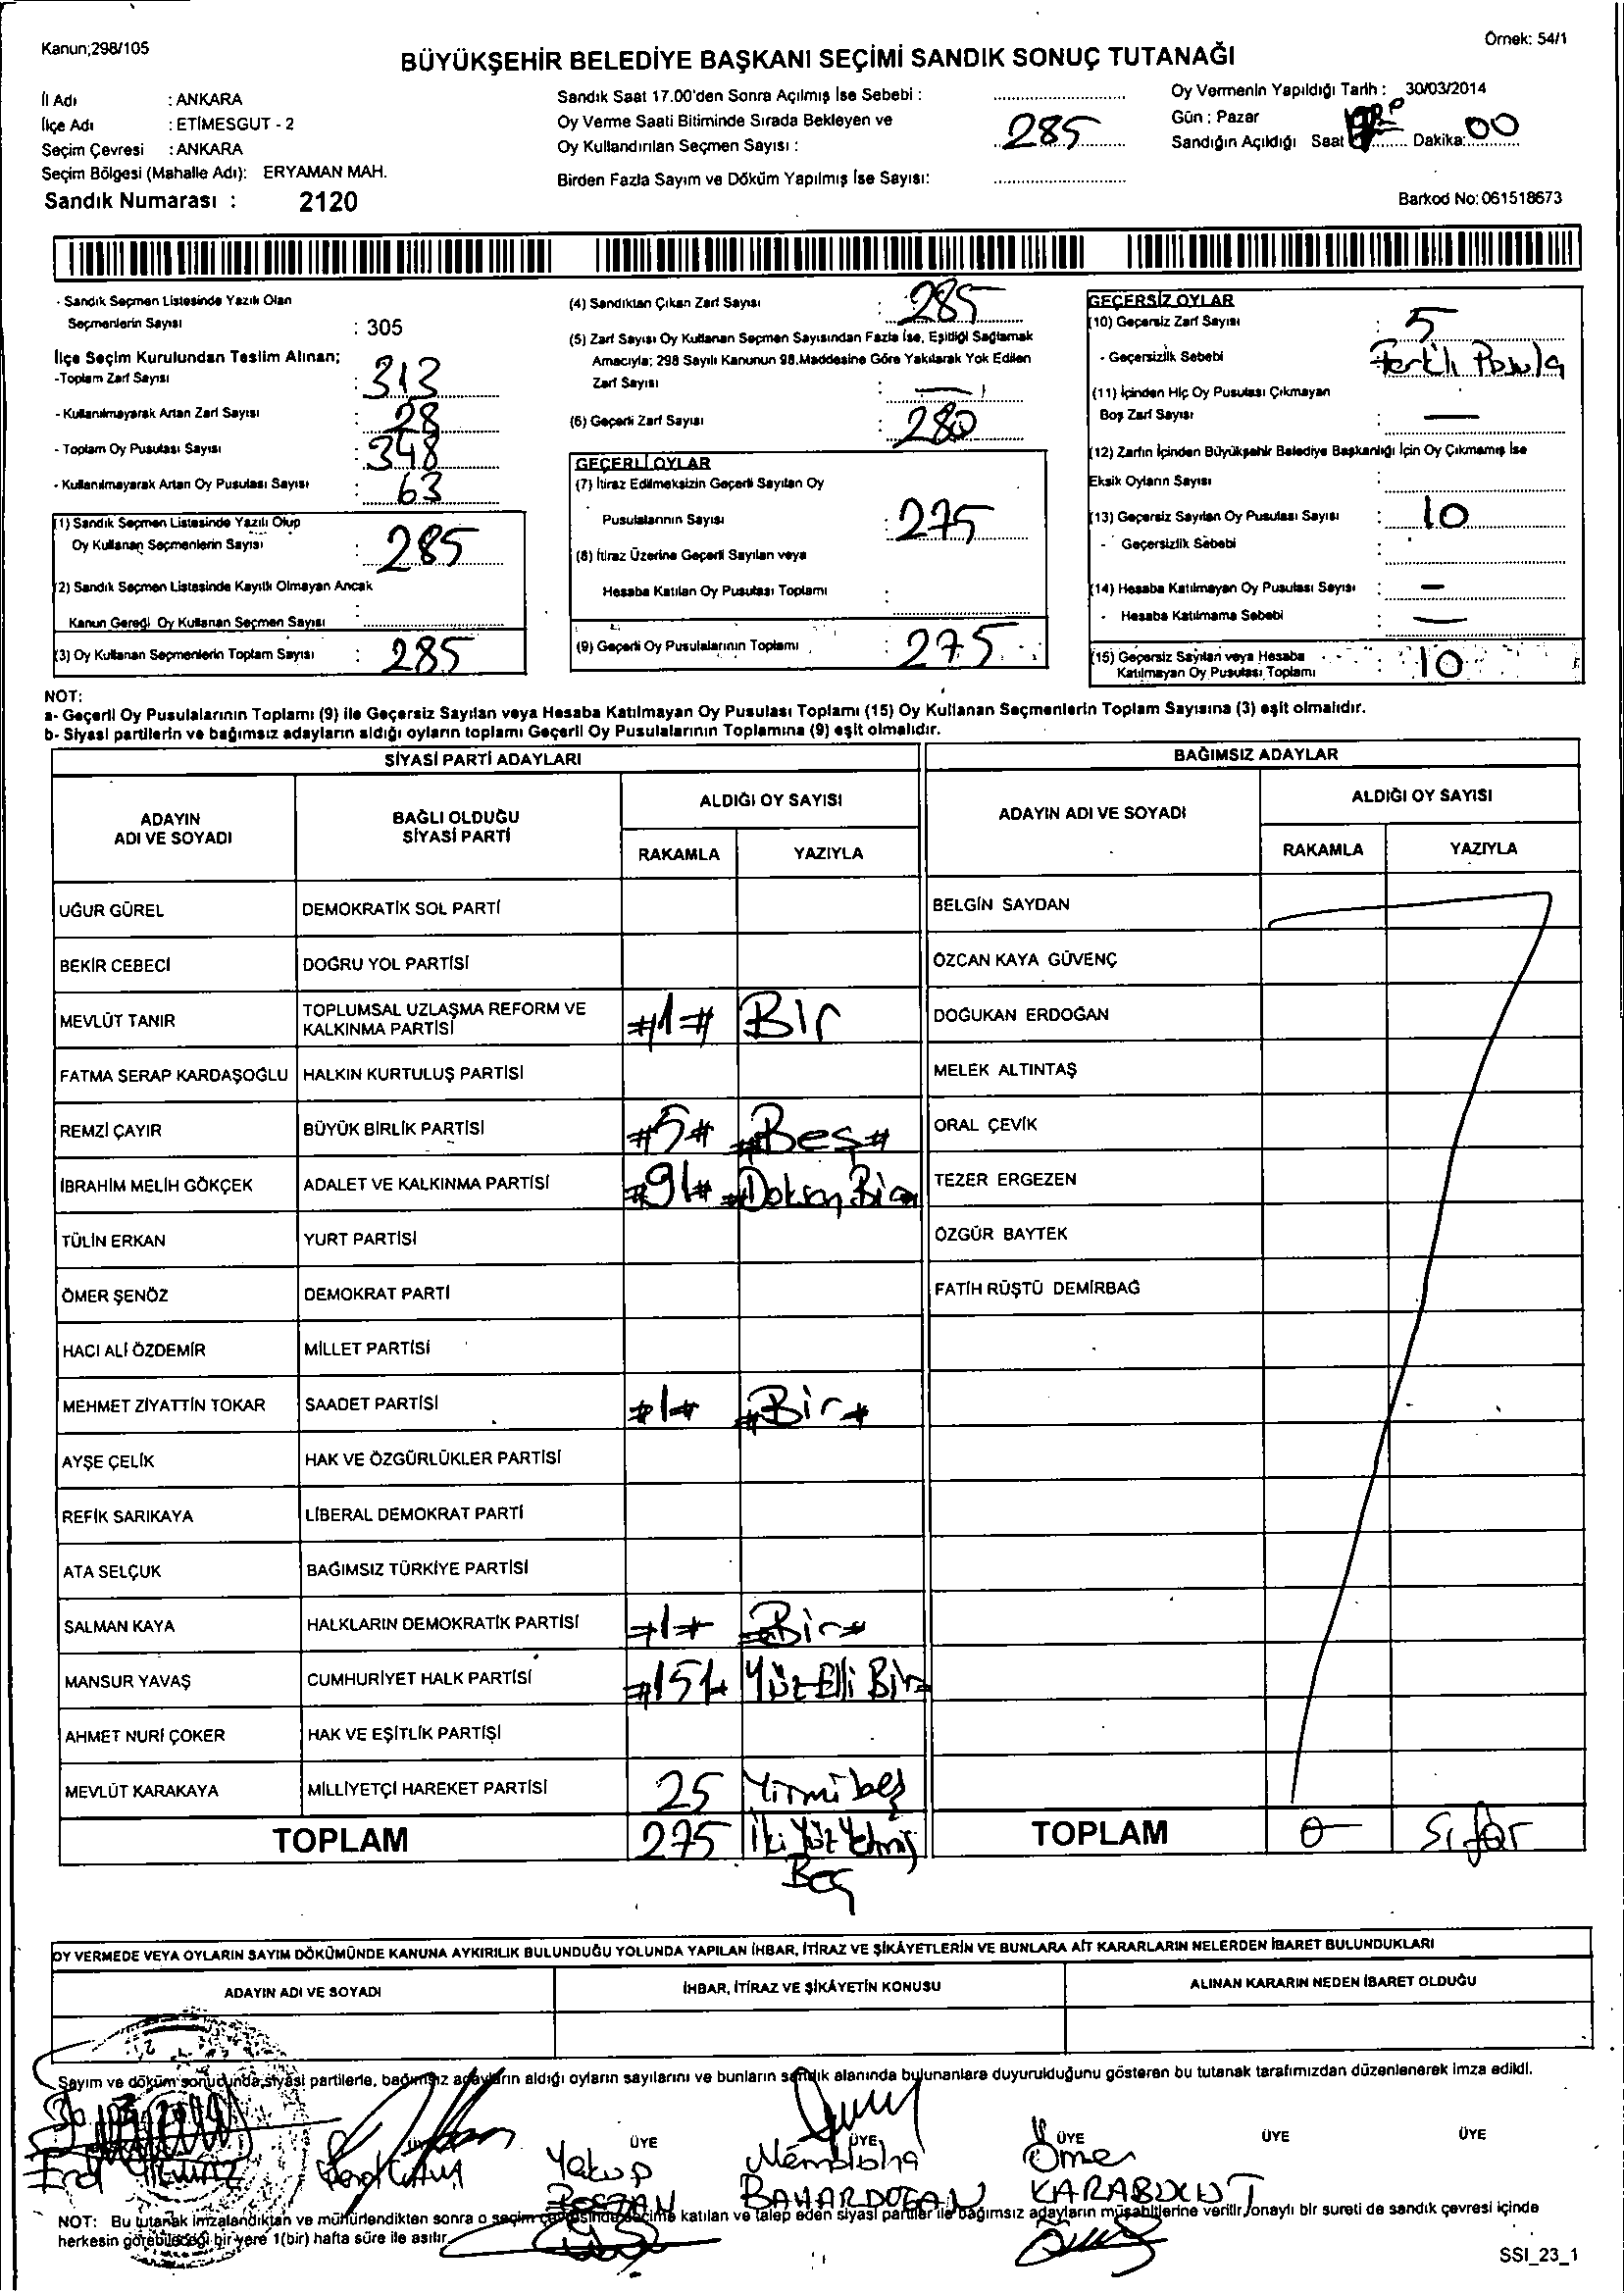 Kanun;298/105
Örnek: 54/1
BÜYÜKŞEHİR BELEDİYE BAŞKANI SEÇİMİ SANDIK SONUÇ TUTANAĞI
İl Adı : ANKARA
İlçe Adı : ETİMESGUT - 2
Seçim Çevresi : ANKARA
Seçim Bölgesi (Mahalle Adı): ERYAMAN MAH.
Sandık Numarası : 2120
Sandık Saat 17.00'den Sonra Açılmış İse Sebebi :
Oy Verme Saati Bitiminde Sırada Bekleyen ve
Oy Kullandırılan Seçmen Sayısı : 285
Birden Fazla Sayım ve Döküm Yapılmış İse Sayısı:
Oy Vermenin Yapıldığı Tarih : 30/03/2014
Gün : Pazar
Sandığın Açıldığı Saat Dakika: 00
Barkod No: 061518673
- Sandık Seçmen Listesinde Yazılı Olan
Seçmenlerin Sayısı : 305
İlçe Seçim Kurulundan Teslim Alınan;
-Toplam Zarf Sayısı : 313
- Kullanılmayarak Artan Zarf Sayısı : 28
- Toplam Oy Pusulası Sayısı : 348
- Kullanılmayarak Artan Oy Pusulası Sayısı : 63
(1) Sandık Seçmen Listesinde Yazılı Olup
Oy Kullanan Seçmenlerin Sayısı : 285
(2) Sandık Seçmen Listesinde Kayıtlı Olmayan Ancak
Kanun Gereği Oy Kullanan Seçmen Sayısı :
(3) Oy Kullanan Seçmenlerin Toplam Sayısı : 285
(4) Sandıktan Çıkan Zarf Sayısı : 285
(5) Zarf Sayısı Oy Kullanan Seçmen Sayısından Fazla İse, Eşitliği Sağlamak
Amacıyla; 298 Sayılı Kanunun 98.Maddesine Göre Yakılarak Yok Edilen
Zarf Sayısı : —
(6) Geçerli Zarf Sayısı : 280
GEÇERLİ OYLAR
(7) İtiraz Edilmeksizin Geçerli Sayılan Oy
Pusulalarının Sayısı : 275
(8) İtiraz Üzerine Geçerli Sayılan veya
Hesaba Katılan Oy Pusulası Toplamı :
(9) Geçerli Oy Pusulalarının Toplamı : 275
GEÇERSİZ OYLAR
(10) Geçersiz Zarf Sayısı : 5
- Geçersizlik Sebebi
(11) İçinden Hiç Oy Pusulası Çıkmayan
Boş Zarf Sayısı : —
(12) Zarfın İçinden Büyükşehir Belediye Başkanlığı İçin Oy Çıkmamış İse
Eksik Oyların Sayısı :
(13) Geçersiz Sayılan Oy Pusulası Sayısı : 10
- Geçersizlik Sebebi :
(14) Hesaba Katılmayan Oy Pusulası Sayısı : —
- Hesaba Katılmama Sebebi : —
(15) Geçersiz Sayılan veya Hesaba
Katılmayan Oy Pusulası Toplamı : 10
NOT:
a- Geçerli Oy Pusulalarının Toplamı (9) ile Geçersiz Sayılan veya Hesaba Katılmayan Oy Pusulası Toplamı (15) Oy Kullanan Seçmenlerin Toplam Sayısına (3) eşit olmalıdır.
b- Siyasi partilerin ve bağımsız adayların aldığı oyların toplamı Geçerli Oy Pusulalarının Toplamına (9) eşit olmalıdır.
SİYASİ PARTİ ADAYLARI
BAĞIMSIZ ADAYLAR
ADAYIN
ADI VE SOYADI
BAĞLI OLDUĞU
SİYASİ PARTİ
ALDIĞI OY SAYISI
RAKAMLA YAZIYLA
ADAYIN ADI VE SOYADI
ALDIĞI OY SAYISI
RAKAMLA YAZIYLA
UĞUR GÜREL DEMOKRATİK SOL PARTİ BELGİN SAYDAN
BEKİR CEBECİ DOĞRU YOL PARTİSİ ÖZCAN KAYA GÜVENÇ
MEVLÜT TANIR TOPLUMSAL UZLAŞMA REFORM VE
KALKINMA PARTİSİ #1# Bir DOĞUKAN ERDOĞAN
FATMA SERAP KARDAŞOĞLU HALKIN KURTULUŞ PARTİSİ MELEK ALTINTAŞ
REMZİ ÇAYIR BÜYÜK BİRLİK PARTİSİ #5# #Beş# ORAL ÇEVİK
İBRAHİM MELİH GÖKÇEK ADALET VE KALKINMA PARTİSİ #91# #Doksan Bir# TEZER ERGEZEN
TÜLİN ERKAN YURT PARTİSİ ÖZGÜR BAYTEK
ÖMER ŞENÖZ DEMOKRAT PARTİ FATİH RÜŞTÜ DEMİRBAĞ
HACI ALİ ÖZDEMİR MİLLET PARTİSİ
MEHMET ZİYATTİN TOKAR SAADET PARTİSİ #1# #Bir#
AYŞE ÇELİK HAK VE ÖZGÜRLÜKLER PARTİSİ
REFİK SARIKAYA LİBERAL DEMOKRAT PARTİ
ATA SELÇUK BAĞIMSIZ TÜRKİYE PARTİSİ
SALMAN KAYA HALKLARIN DEMOKRATİK PARTİSİ #1# #Bir#
MANSUR YAVAŞ CUMHURİYET HALK PARTİSİ #151# Yüz Elli Bir#
AHMET NURİ ÇOKER HAK VE EŞİTLİK PARTİSİ
MEVLÜT KARAKAYA MİLLİYETÇİ HAREKET PARTİSİ 25 Yirmi beş
TOPLAM 275 İki Yüz Yetmiş
Beş
TOPLAM 0 Sıfır
OY VERMEDE VEYA OYLARIN SAYIM DÖKÜMÜNDE KANUNA AYKIRILIK BULUNDUĞU YOLUNDA YAPILAN İHBAR, İTİRAZ VE ŞİKÂYETLERİN VE BUNLARA AİT KARARLARIN NELERDEN İBARET BULUNDUKLARI
ADAYIN ADI VE SOYADI İHBAR, İTİRAZ VE ŞİKÂYETİN KONUSU ALINAN KARARIN NEDEN İBARET OLDUĞU
Sayım ve döküm sonucunda, siyasi partilerle, bağımsız adayların aldığı oyların sayılarını ve bunların sandık alanında bulunanlara duyurulduğunu gösteren bu tutanak tarafımızdan düzenlenerek imza edildi.
ÜYE ÜYE ÜYE ÜYE ÜYE
Yakup Ömer
BOZTAN BAHARDOĞAN KARABULUT
NOT: Bu tutanak imzalandıktan ve mühürlendikten sonra o seçim çevresinde seçime katılan ve talep eden siyasi partiler ile bağımsız adayların müşahitlerine verilir, onaylı bir sureti de sandık çevresi içinde
herkesin görebileceği bir yere 1(bir) hafta süre ile asılır.
SSI_23_1